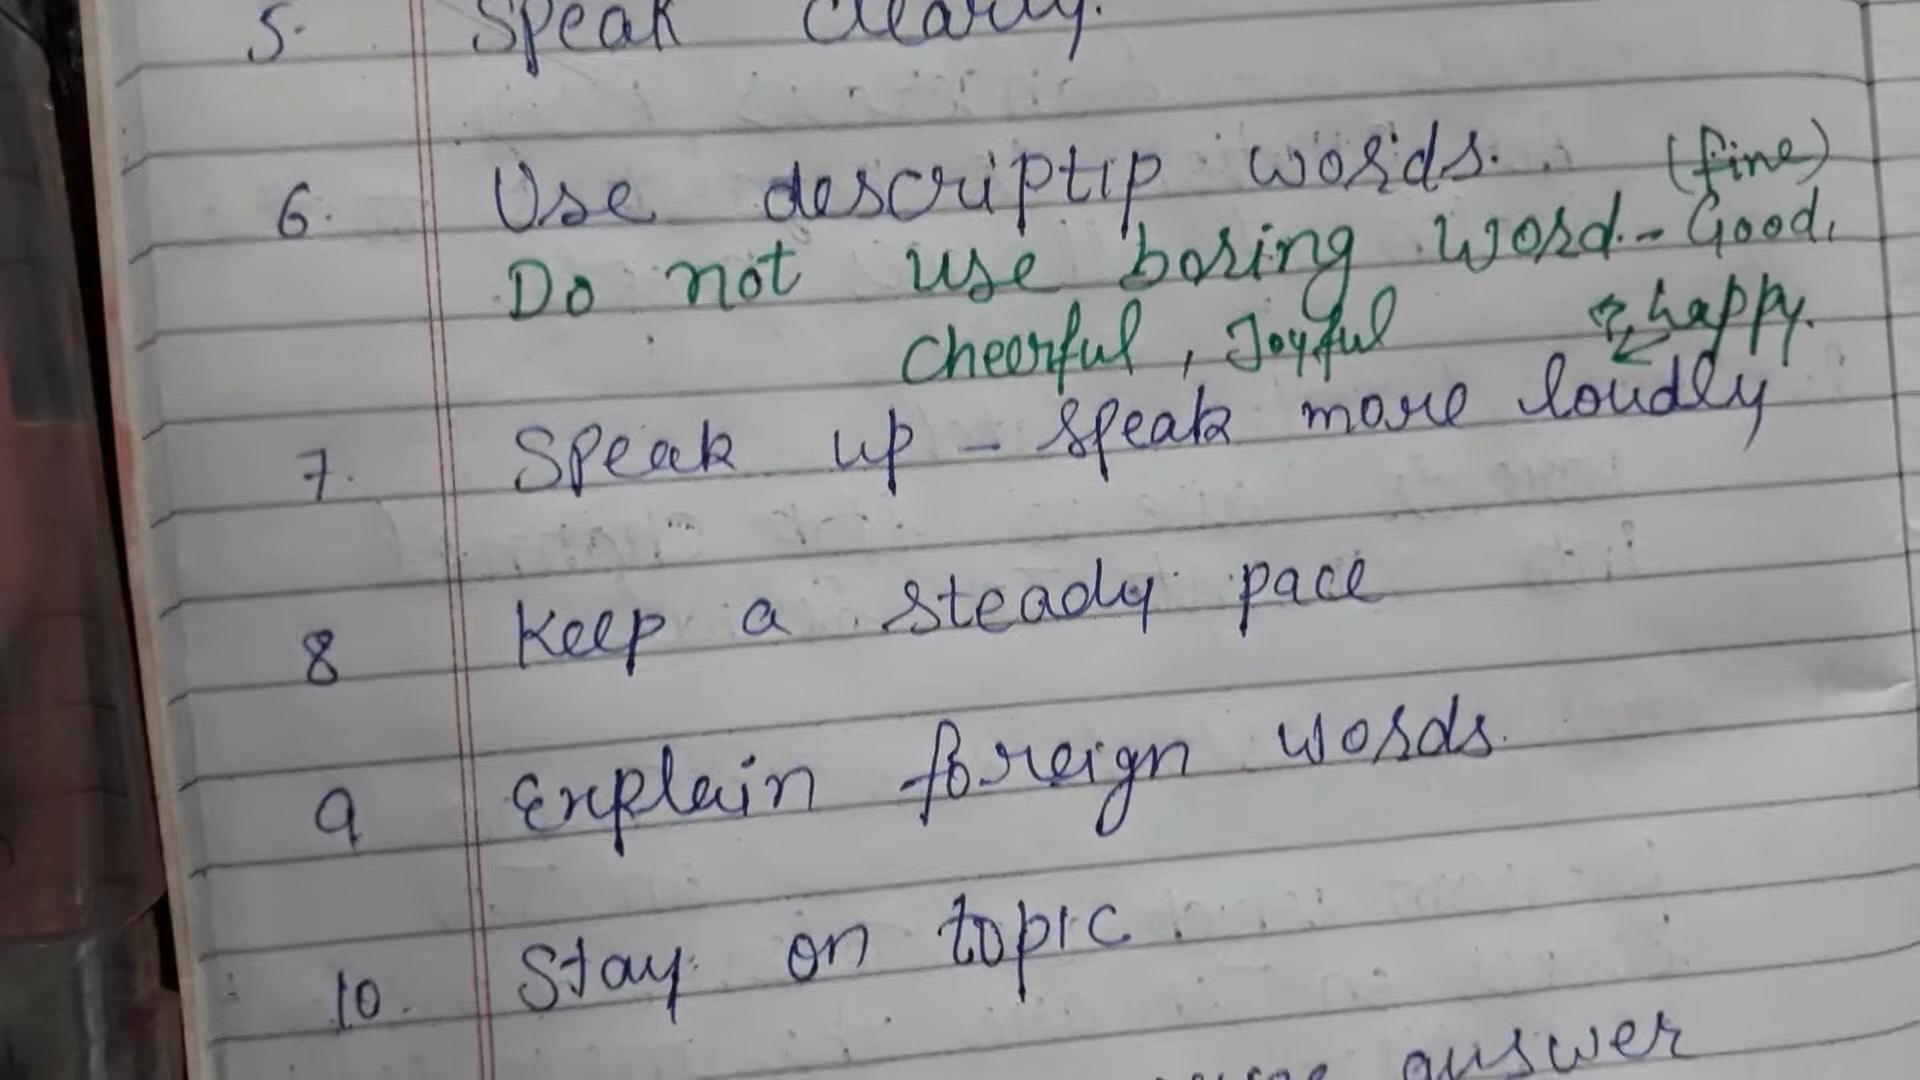 5. Speak clearly.
6. Use descriptip words. (fine)
Do not use boring word.- Good,
Cheerful, Joyful happy.
7. Speak up - speak more loudly
8 Keep a steady pace
9 Explain foreign words.
10. Stay on topic.
answer